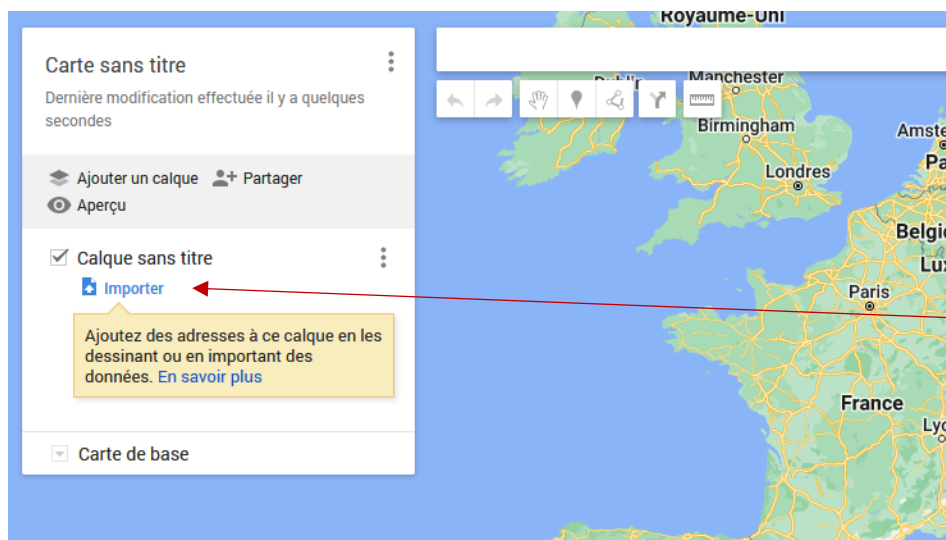 Carte sans titre
Dernière modification effectuée il y a quelques
secondes
Ajouter un calque
Partager
Aperçu
Calque sans titre
Importer
Ajoutez des adresses à ce calque en les
dessinant ou en important des
données. En savoir plus
Carte de base
Royaume-Uni
Dublin
Manchester
Birmingham
Londres
Amste
Pa
Belgi
Lux
Paris
France
Lyo